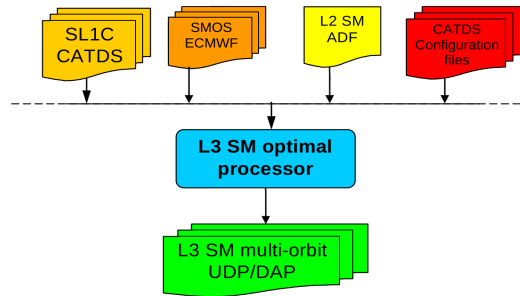 SL1C
CATDS
SMOS
ECMWF
L2 SM
ADF
CATDS
Configuration
files
L3 SM optimal
processor
L3 SM multi-orbit
UDP/DAP